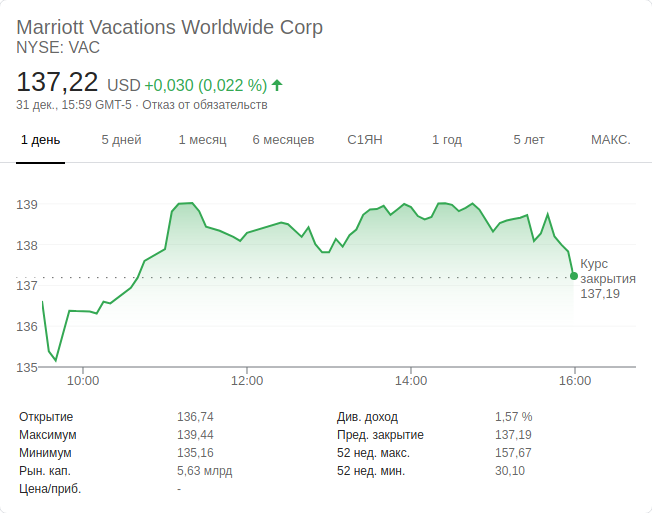 Marriott Vacations Worldwide Corp
NYSE: VAC
137,22 USD +0,030 (0,022 %)
31 дек., 15:59 GMT-5 · Отказ от обязательств
1 день 5 дней 1 месяц 6 месяцев С1ЯН 1 год 5 лет МАКС.
139
138
137
136
135
Курс
закрытия
137,19
10:00 12:00 14:00 16:00
Открытие 136,74 Див. доход 1,57 %
Максимум 139,44 Пред. закрытие 137,19
Минимум 135,16 52 нед. макс. 157,67
Рын. кап. 5,63 млрд 52 нед. мин. 30,10
Цена/приб. -